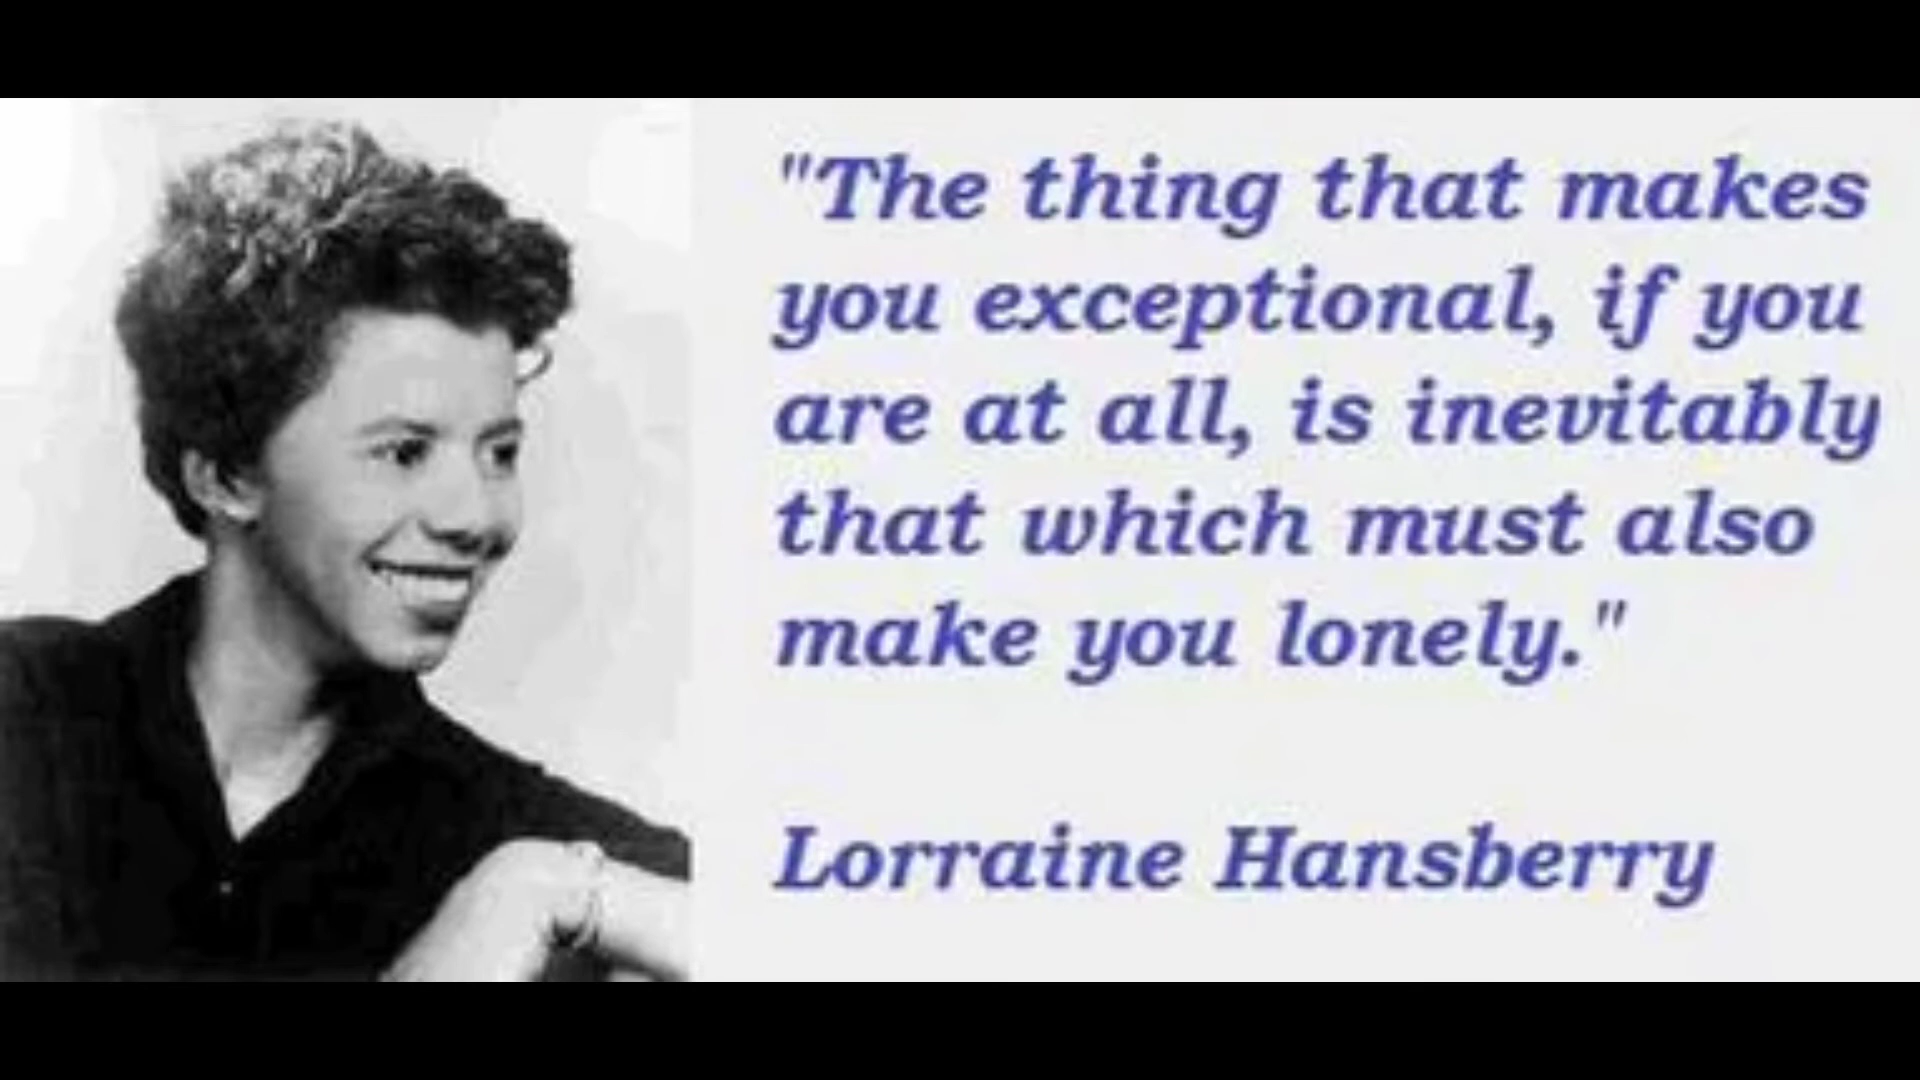 "The thing that makes
you exceptional, if you
are at all, is inevitably
that which must also
make you lonely."
Lorraine Hansberry